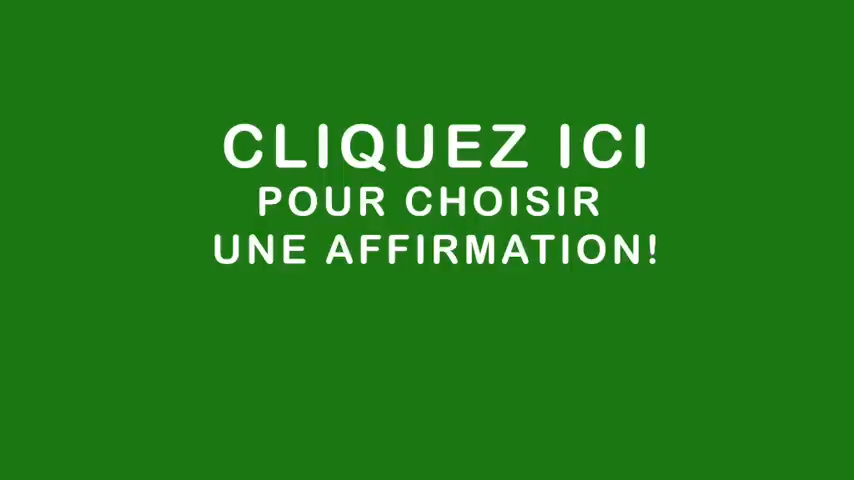 CLIQUEZ ICI
POUR CHOISIR
UNE AFFIRMATION!